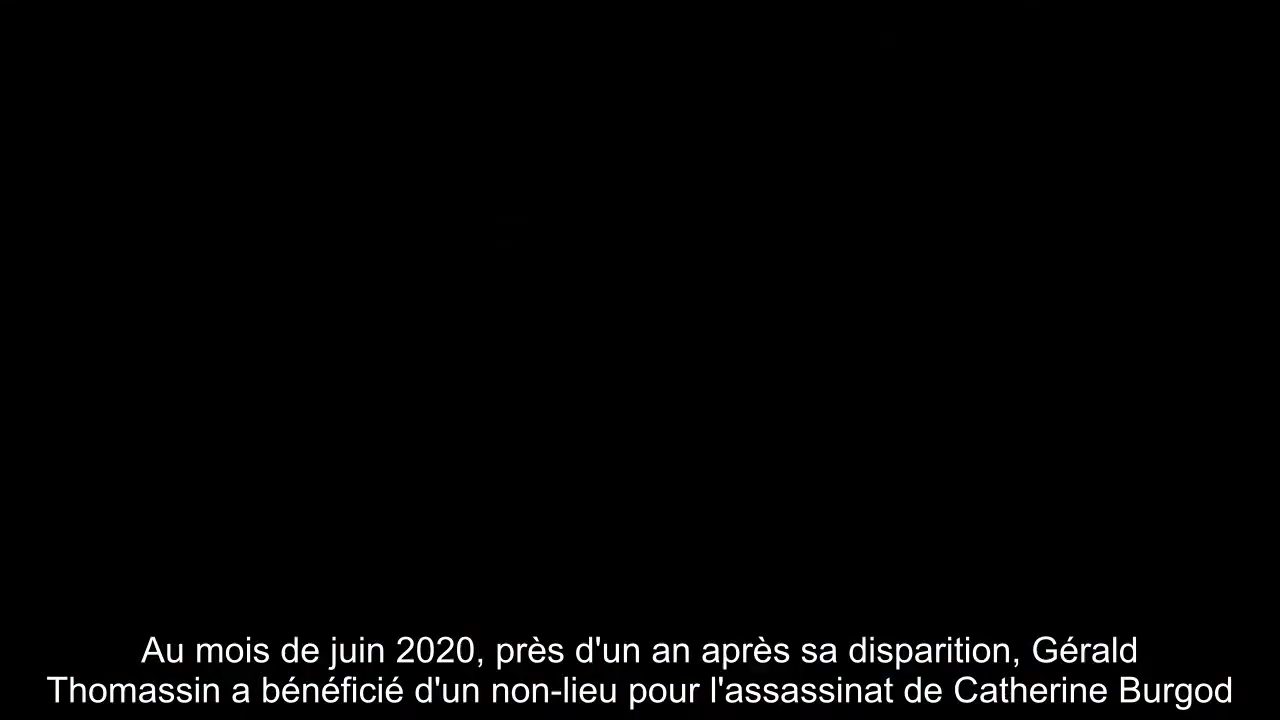 Au mois de juin 2020, près d'un an après sa disparition, Gérald
Thomassin a bénéficié d'un non-lieu pour l'assassinat de Catherine Burgod